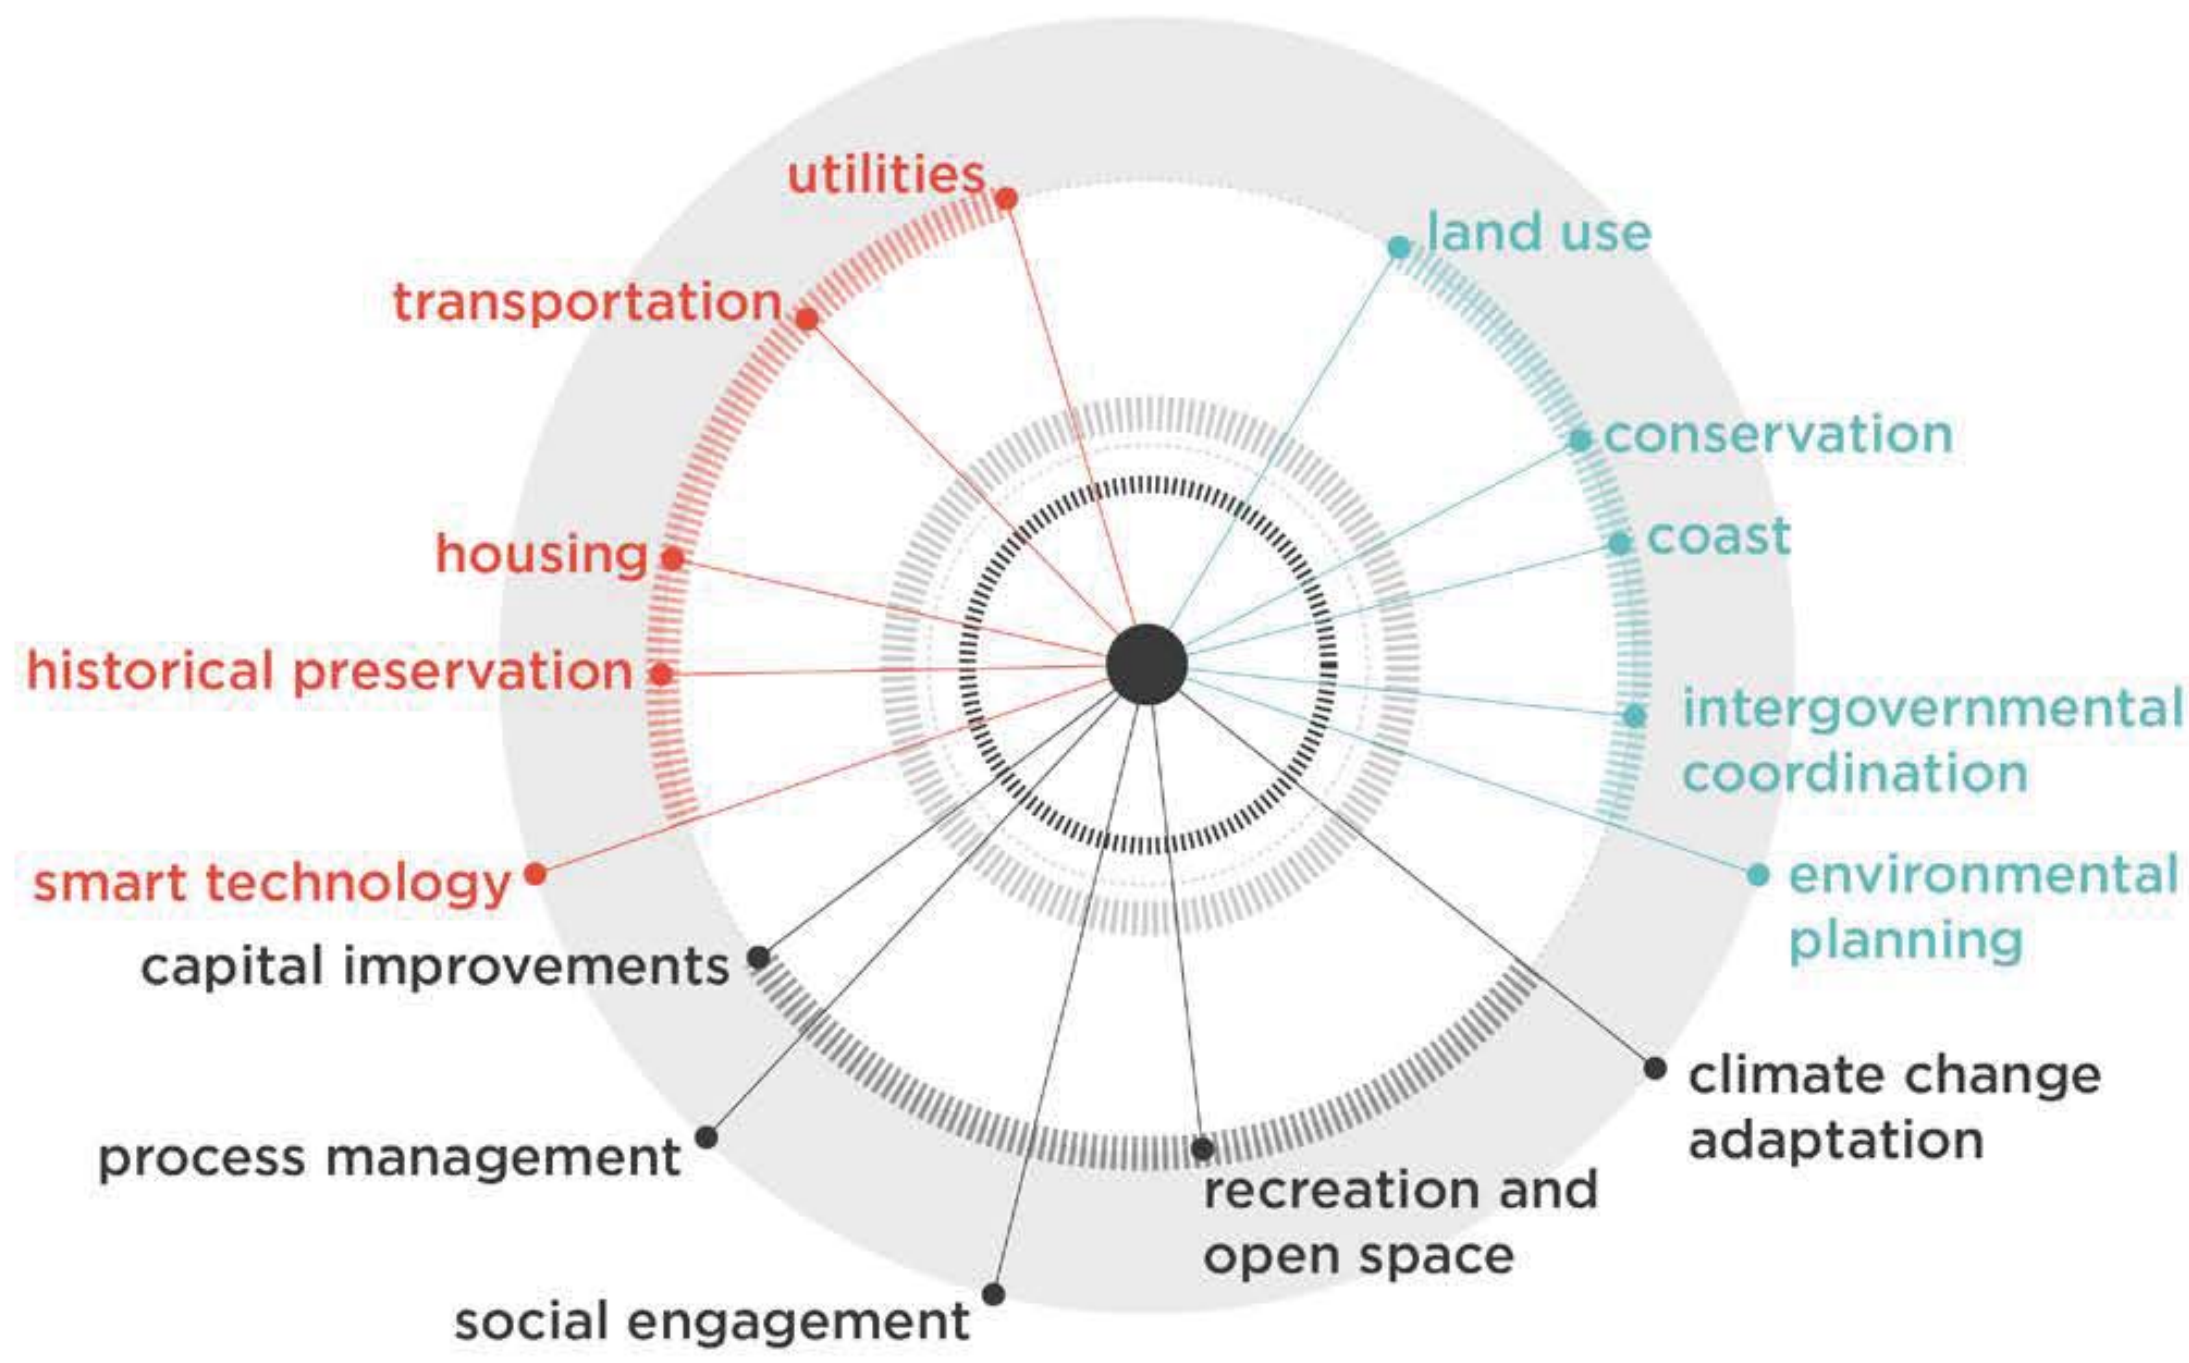 utilities
land use
transportation
conservation
coast
housing
historical preservation
intergovernmental
coordination
smart technology
environmental
planning
capital improvements
climate change
adaptation
process management
recreation and
open space
social engagement